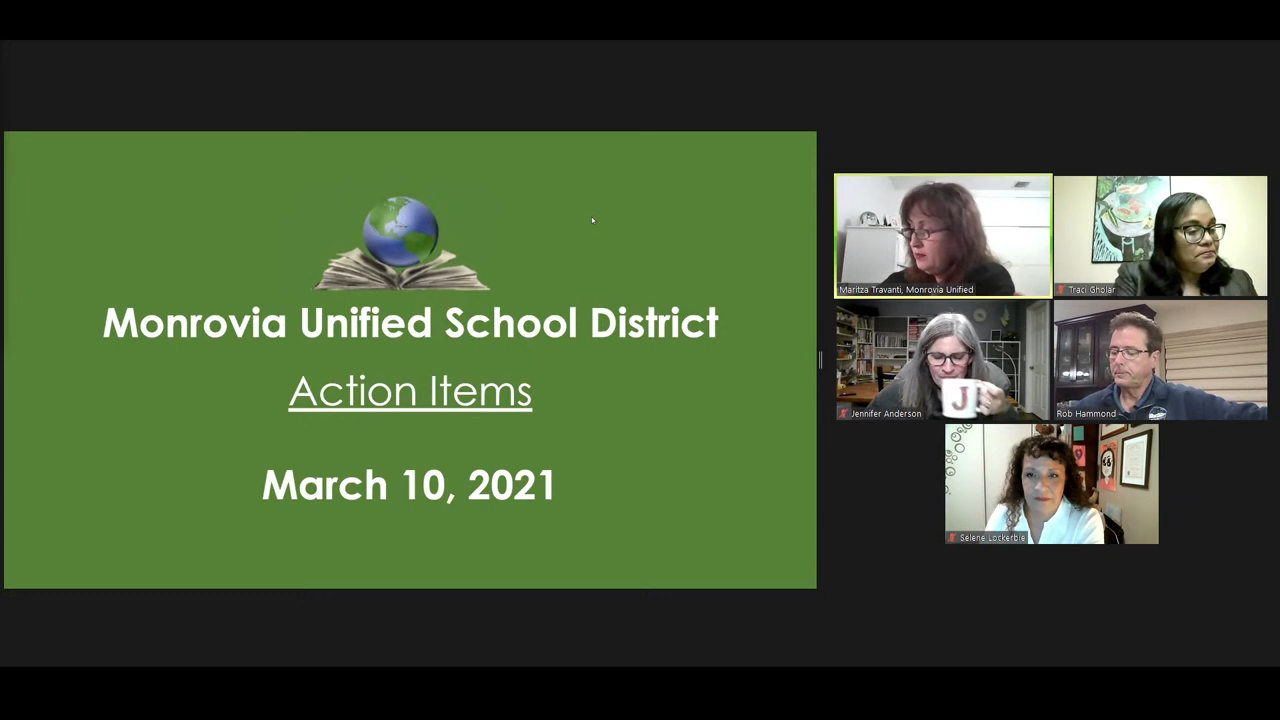 Monrovia Unified School District
Action Items
March 10, 2021
Maritza Travanti, Monrovia Unified
Traci Gholar
Jennifer Anderson
J
Rob Hammond
Selene Lockerbie